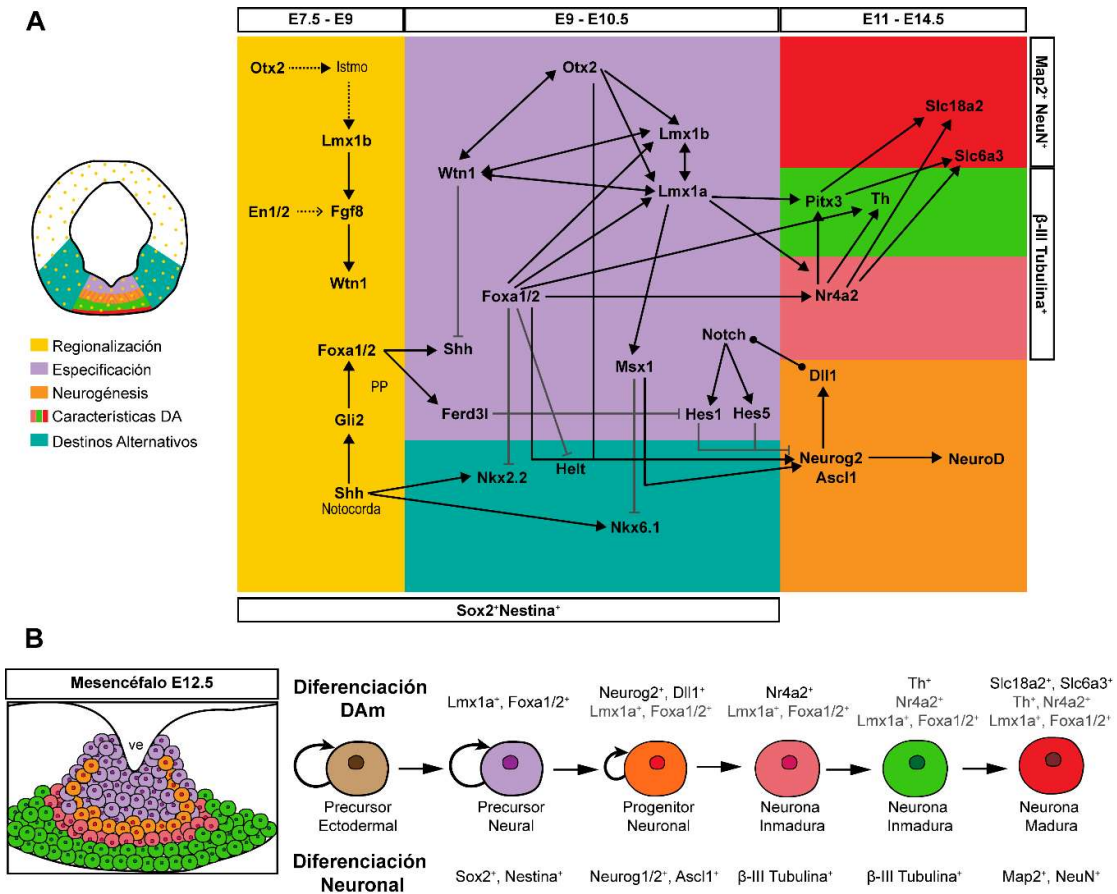 A
E7.5 - E9
E9 - E10.5
E11 - E14.5
Otx2
Istmo
Lmx1b
En1/2
Fgf8
Wtn1
Foxa1/2
PP
Gli2
Shh
Notocorda
Otx2
Lmx1b
Wtn1
Lmx1a
Foxa1/2
Notch
Shh
Msx1
Ferd3l
Hes1
Hes5
Helt
Nkx2.2
Nkx6.1
Slc18a2
Slc6a3
Pitx3
Th
Nr4a2
Dll1
Neurog2
Ascl1
NeuroD
Map2⁺ NeuN⁺
β-III Tubulina⁺
Regionalización
Especificación
Neurogénesis
Características DA
Destinos Alternativos
Sox2⁺Nestina⁺
B
Mesencéfalo E12.5
ve
Diferenciación
DAm
Lmx1a⁺, Foxa1/2⁺
Neurog2⁺, Dll1⁺
Lmx1a⁺, Foxa1/2⁺
Nr4a2⁺
Lmx1a⁺, Foxa1/2⁺
Th⁺
Nr4a2⁺
Lmx1a⁺, Foxa1/2⁺
Slc18a2⁺, Slc6a3⁺
Th⁺, Nr4a2⁺
Lmx1a⁺, Foxa1/2⁺
Precursor
Ectodermal
Precursor
Neural
Progenitor
Neuronal
Neurona
Inmadura
Neurona
Inmadura
Neurona
Madura
Diferenciación
Neuronal
Sox2⁺, Nestina⁺
Neurog1/2⁺, Ascl1⁺
β-III Tubulina⁺
β-III Tubulina⁺
Map2⁺, NeuN⁺